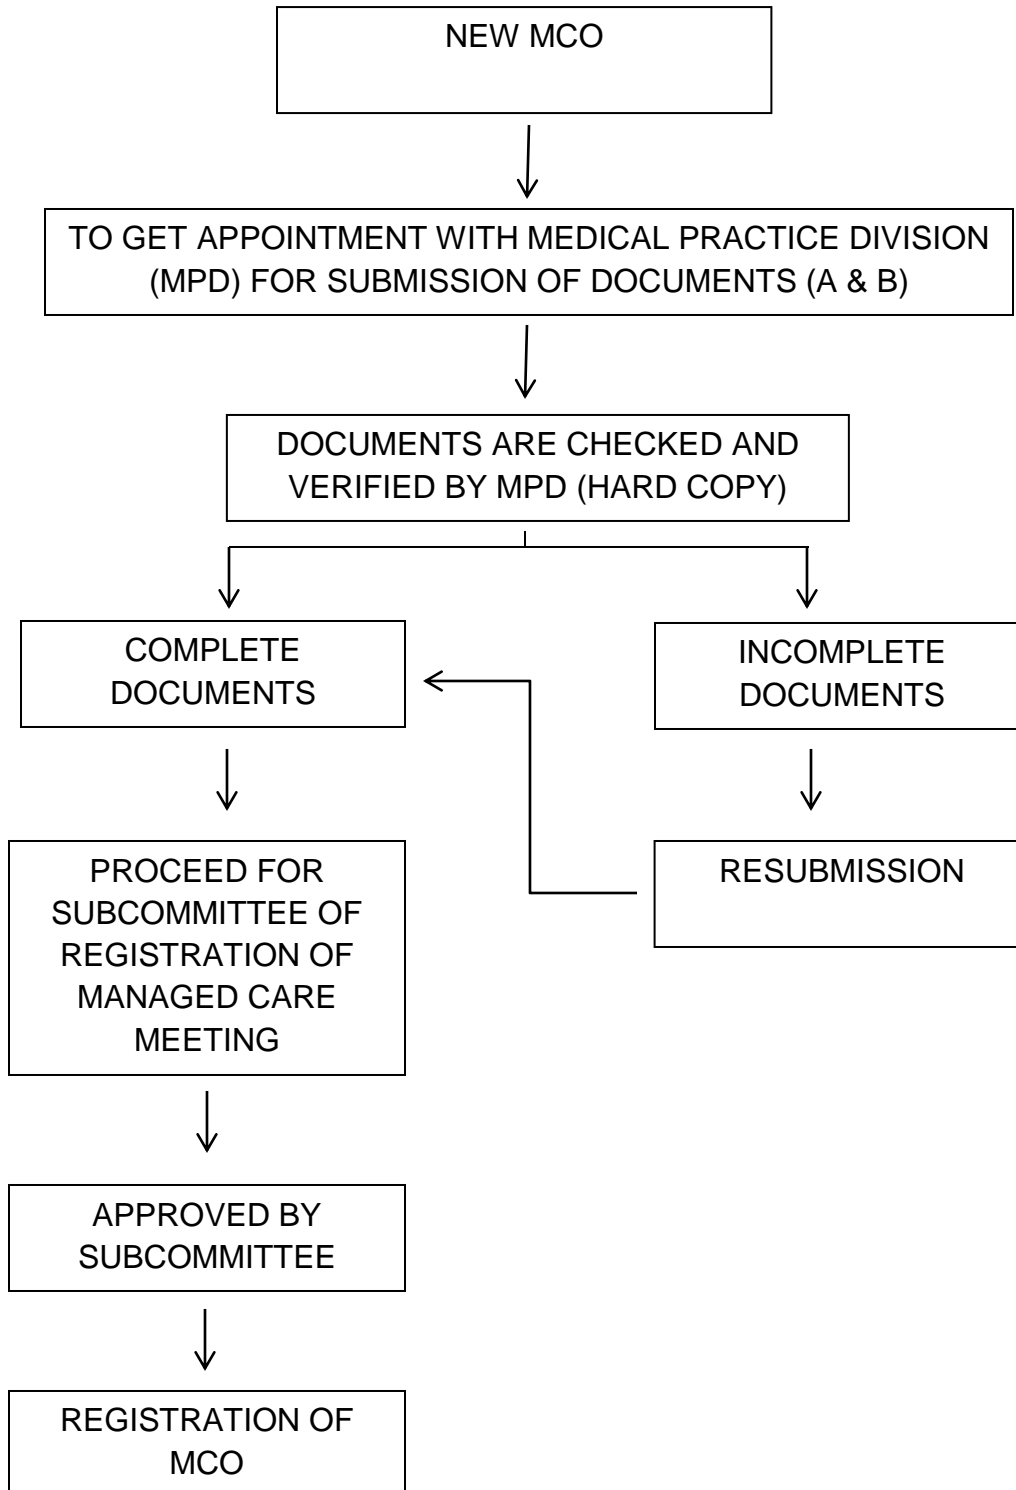 NEW MCO
TO GET APPOINTMENT WITH MEDICAL PRACTICE DIVISION
(MPD) FOR SUBMISSION OF DOCUMENTS (A & B)
DOCUMENTS ARE CHECKED AND
VERIFIED BY MPD (HARD COPY)
COMPLETE
DOCUMENTS
INCOMPLETE
DOCUMENTS
PROCEED FOR
SUBCOMMITTEE OF
REGISTRATION OF
MANAGED CARE
MEETING
RESUBMISSION
APPROVED BY
SUBCOMMITTEE
REGISTRATION OF
MCO